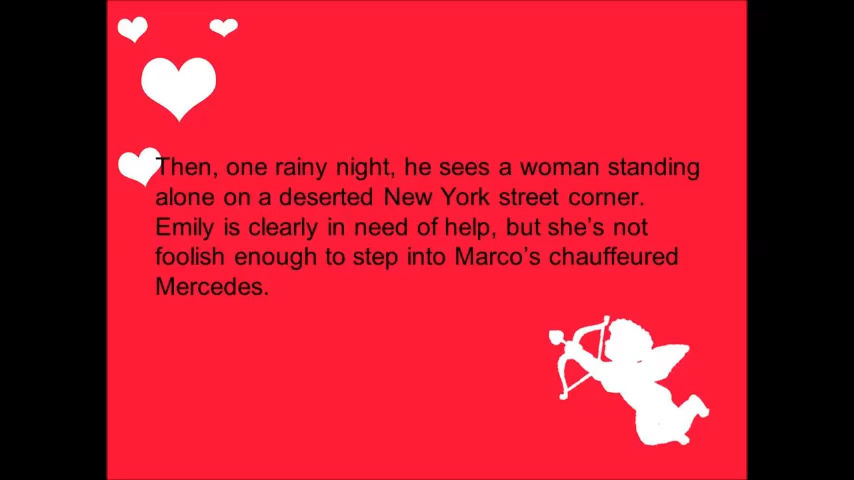 Then, one rainy night, he sees a woman standing
alone on a deserted New York street corner.
Emily is clearly in need of help, but she’s not
foolish enough to step into Marco’s chauffeured
Mercedes.